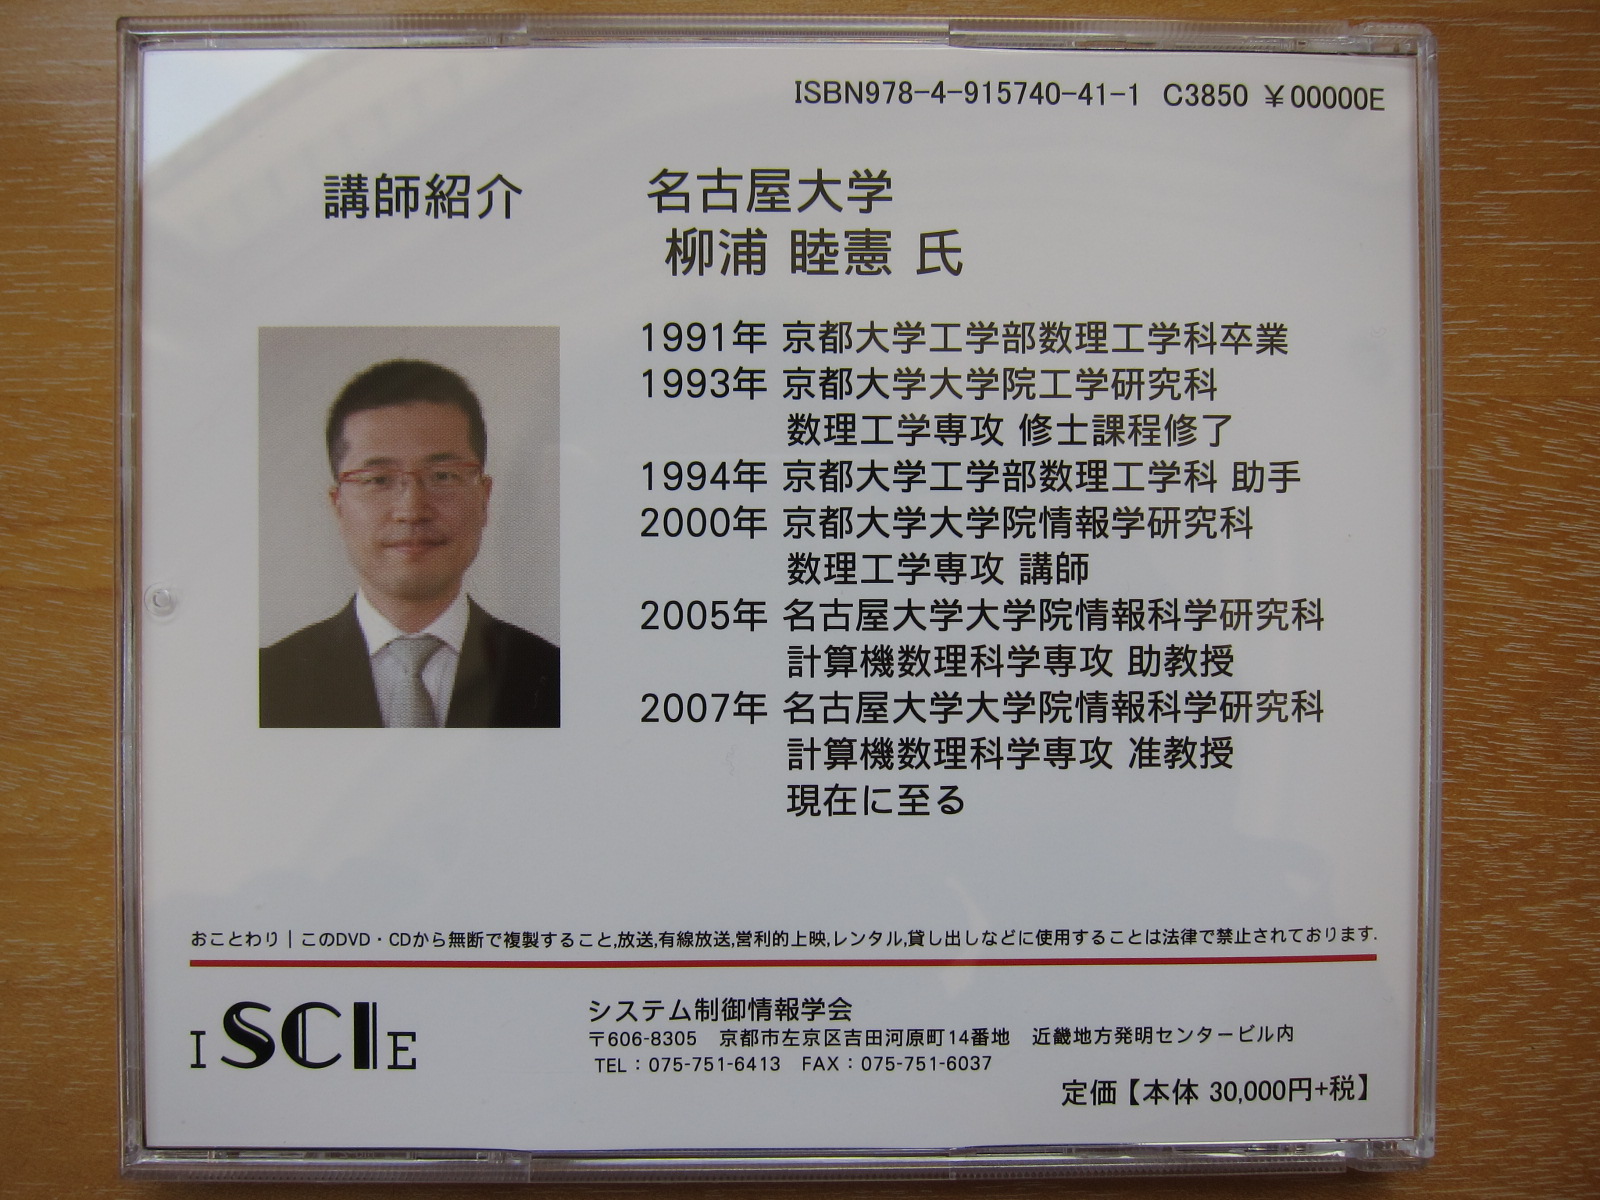 ISBN978-4-915740-41-1 C3850 ¥00000E
講師紹介
名古屋大学
柳浦 睦憲 氏
1991年 京都大学工学部数理工学科卒業
1993年 京都大学大学院工学研究科
数理工学専攻 修士課程修了
1994年 京都大学工学部数理工学科 助手
2000年 京都大学大学院情報学研究科
数理工学専攻 講師
2005年 名古屋大学大学院情報科学研究科
計算機数理科学専攻 助教授
2007年 名古屋大学大学院情報科学研究科
計算機数理科学専攻 准教授
現在に至る
おことわり｜このDVD・CDから無断で複製すること,放送,有線放送,営利的上映,レンタル,貸し出しなどに使用することは法律で禁止されております.
ISCIE
システム制御情報学会
〒606-8305 京都市左京区吉田河原町14番地 近畿地方発明センタービル内
TEL：075-751-6413 FAX：075-751-6037
定価【本体 30,000円+税】